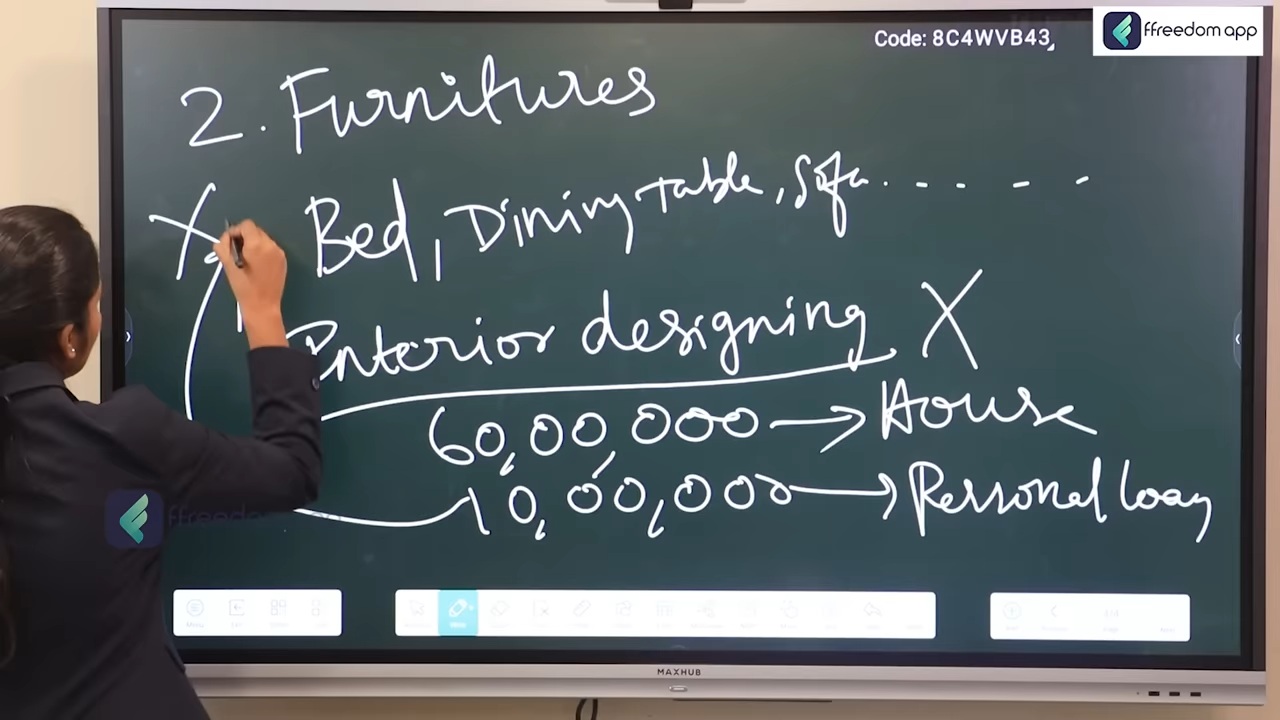 Code: 8C4WVB43,
ffreedom app
2. Furnitures
X Bed, Dining Table, Sofa. - - - -
Interior designing X
60,00,000 → House
10,00,000 → Personal loan
ffreedom
MAXHUB